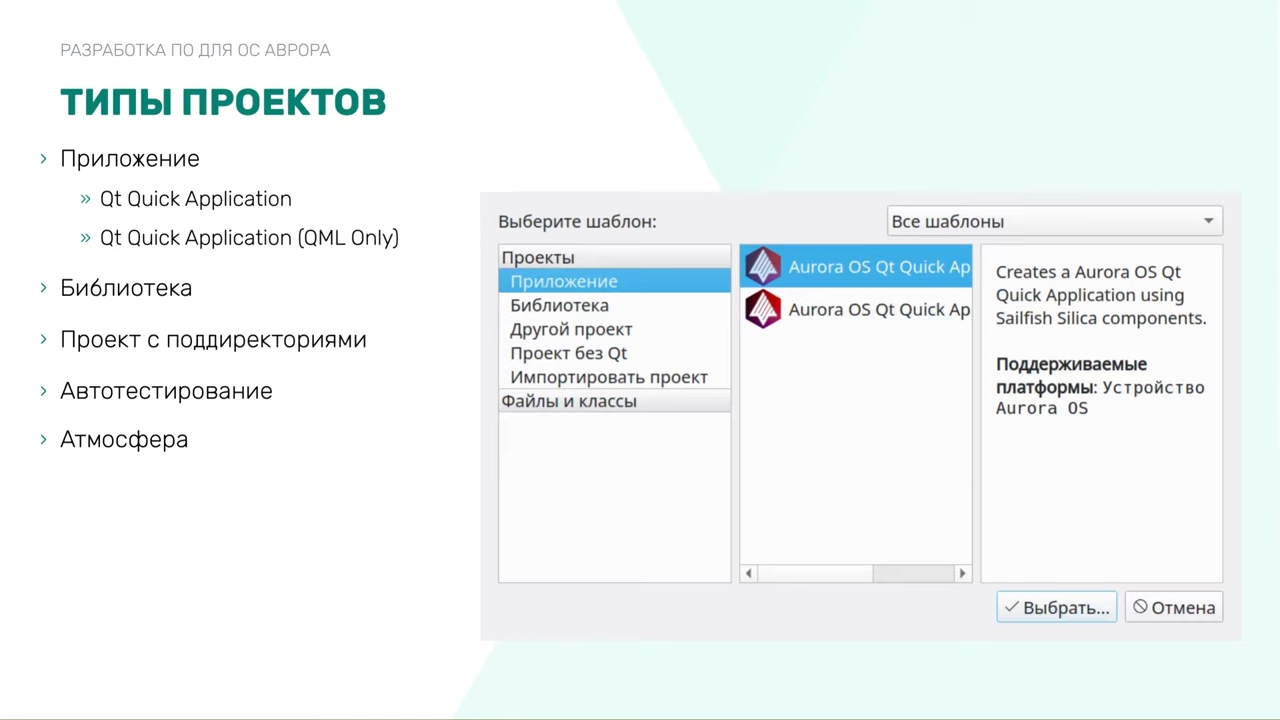 РАЗРАБОТКА ПО ДЛЯ ОС АВРОРА
ТИПЫ ПРОЕКТОВ
Приложение
Qt Quick Application
Qt Quick Application (QML Only)
Библиотека
Проект с поддиректориями
Автотестирование
Атмосфера
Выберите шаблон:
Все шаблоны
Проекты
Приложение
Библиотека
Другой проект
Проект без Qt
Импортировать проект
Файлы и классы
Aurora OS Qt Quick Ap
Aurora OS Qt Quick Ap
Creates a Aurora OS Qt
Quick Application using
Sailfish Silica components.
Поддерживаемые
платформы: Устройство
Aurora OS
Выбрать...
Отмена